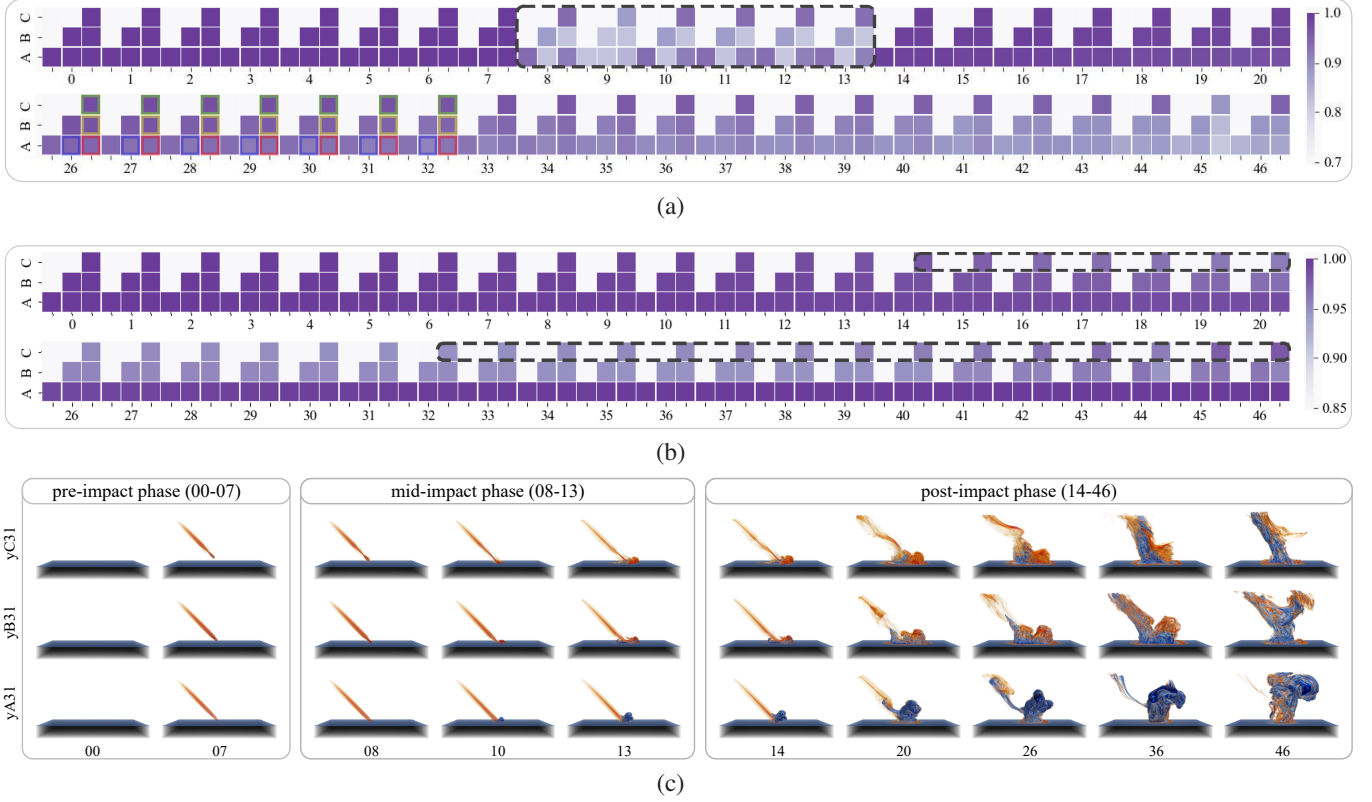 C
B
A
0 1 2 3 4 5 6 7 8 9 10 11 12 13 14 15 16 17 18 19 20
1.0
0.9
0.8
0.7
C
B
A
26 27 28 29 30 31 32 33 34 35 36 37 38 39 40 41 42 43 44 45 46
(a)
C
B
A
0 1 2 3 4 5 6 7 8 9 10 11 12 13 14 15 16 17 18 19 20
1.00
0.95
0.90
0.85
C
B
A
26 27 28 29 30 31 32 33 34 35 36 37 38 39 40 41 42 43 44 45 46
(b)
pre-impact phase (00-07) mid-impact phase (08-13) post-impact phase (14-46)
yC31
yB31
yA31
00 07 08 10 13 14 20 26 36 46
(c)